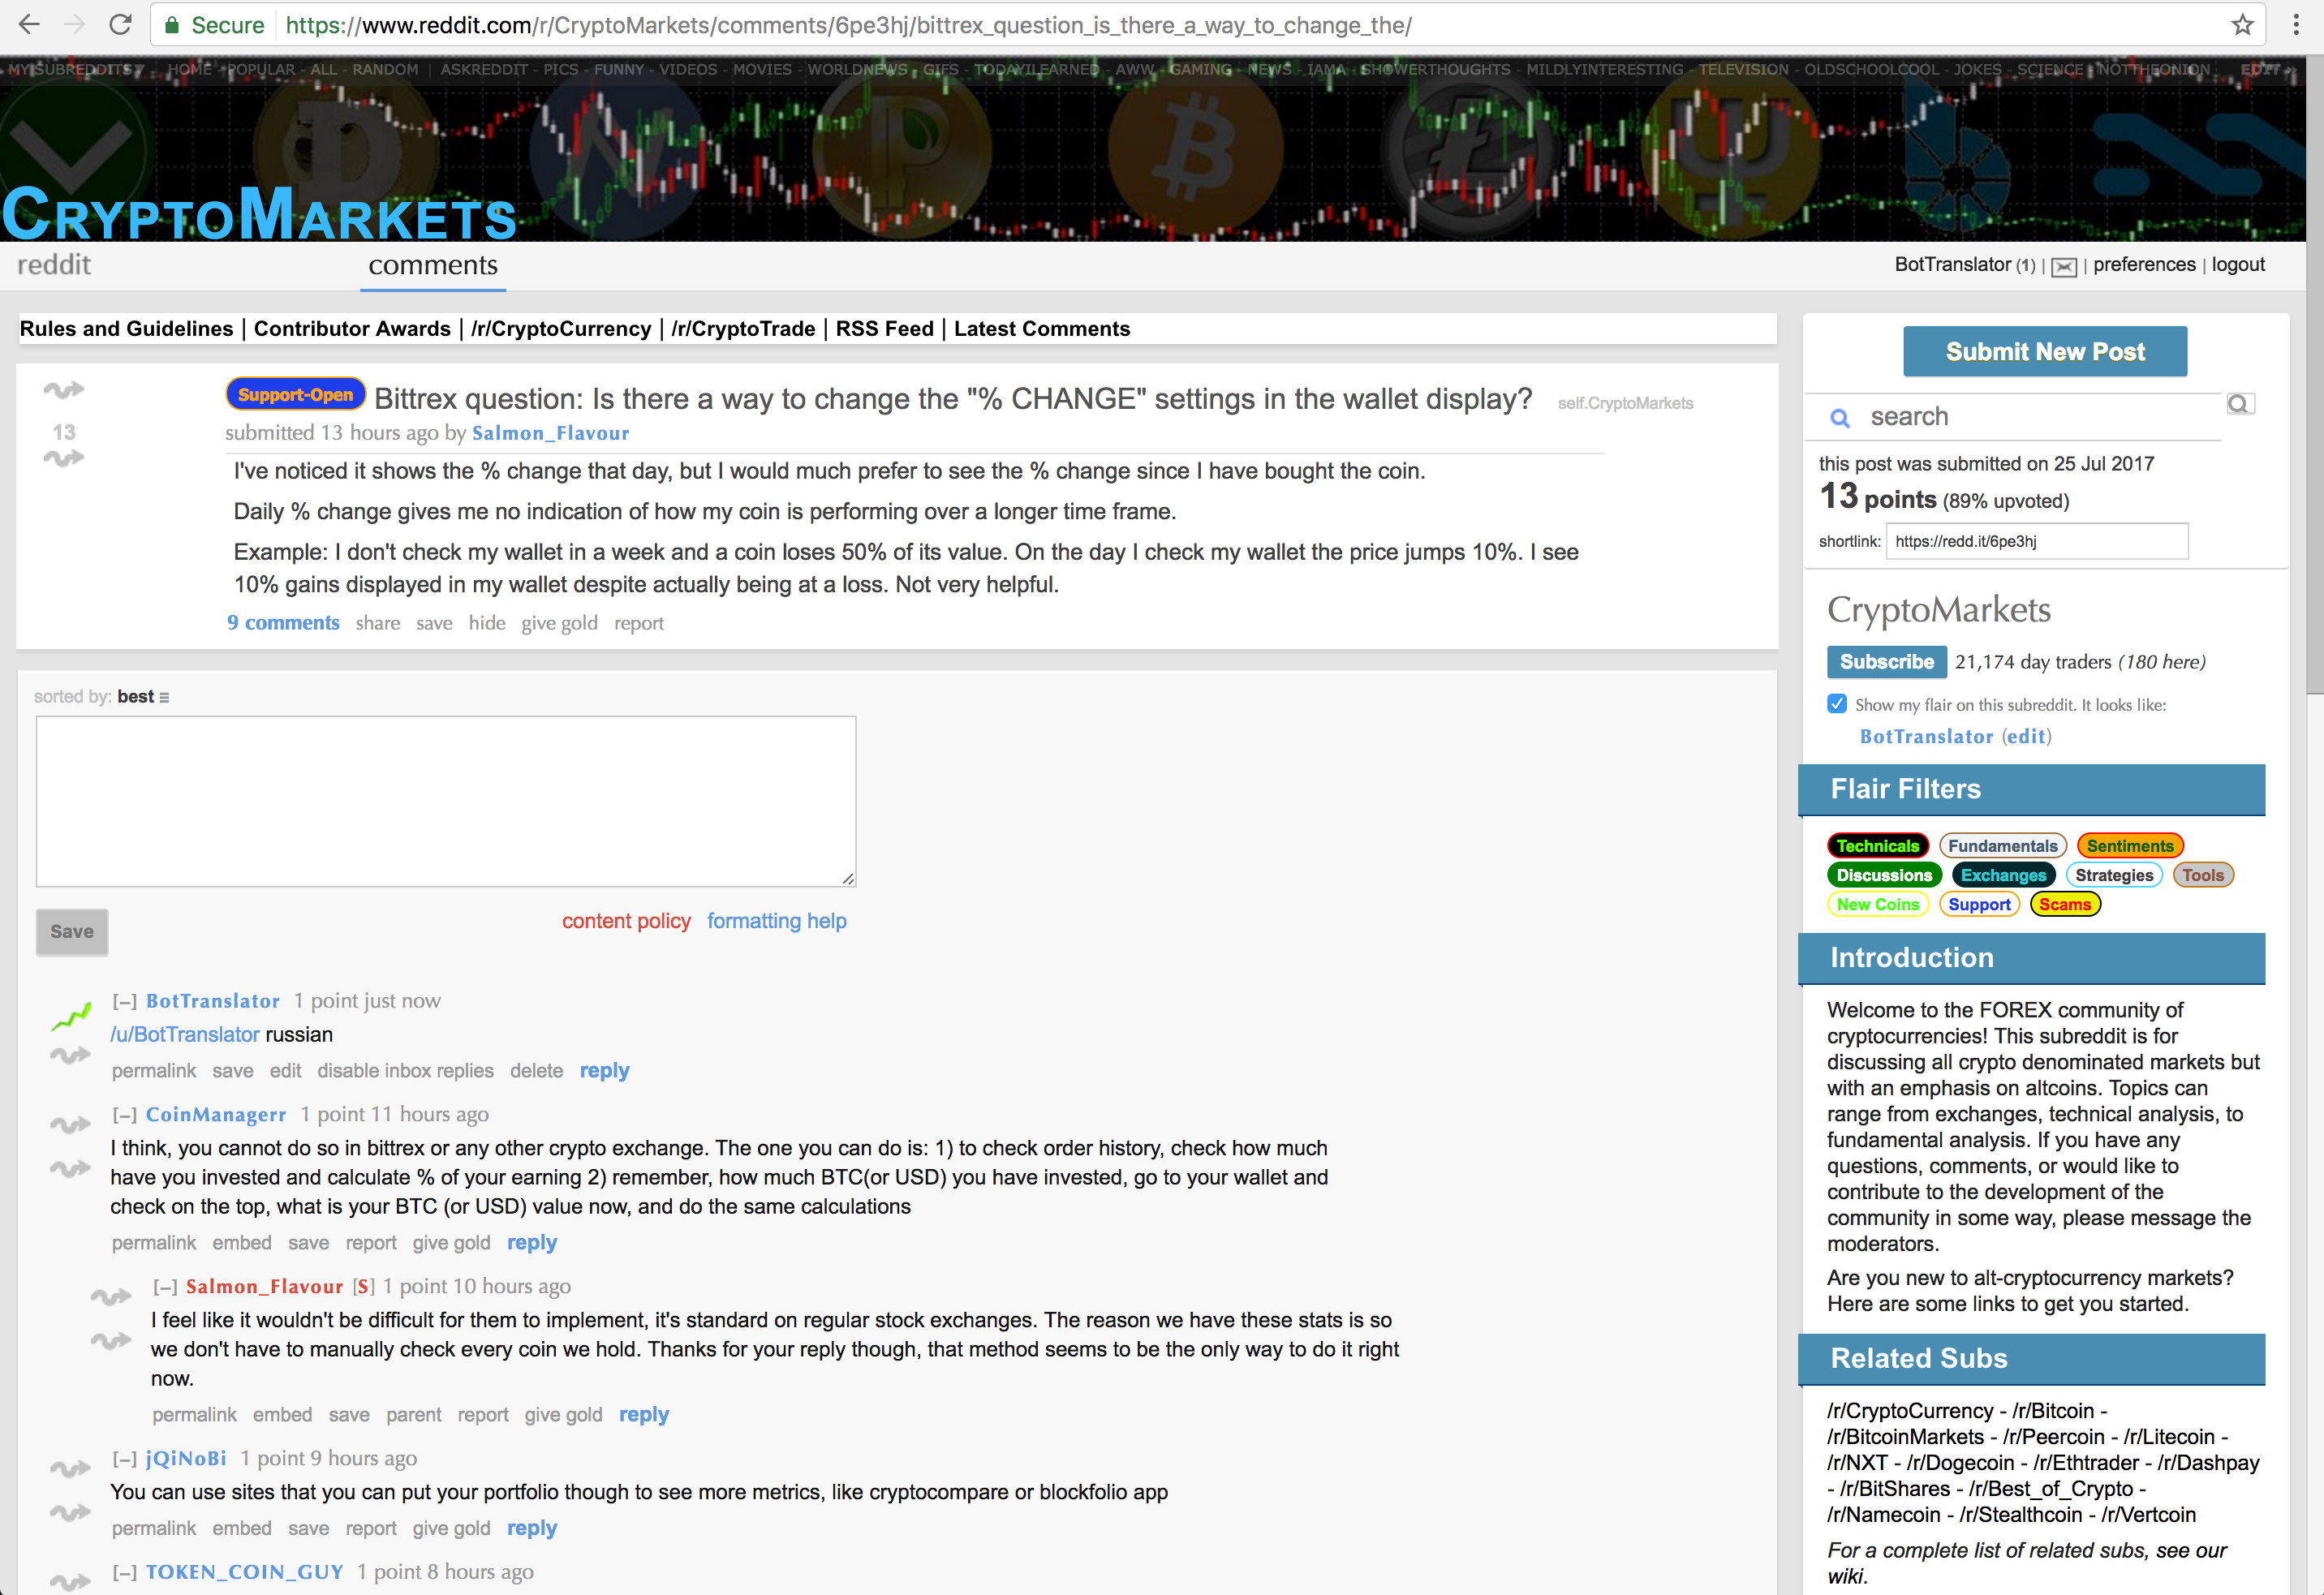 Secure https://www.reddit.com/r/CryptoMarkets/comments/6pe3hj/bittrex_question_is_there_a_way_to_change_the/
MY SUBREDDITS HOME - POPULAR - ALL - RANDOM | ASKREDDIT - PICS - FUNNY - VIDEOS - MOVIES - WORLDNEWS - GIFS - TODAYILEARNED - AWW - GAMING - NEWS - IAMA - SHOWERTHOUGHTS - MILDLYINTERESTING - TELEVISION - OLDSCHOOLCOOL - JOKES - SCIENCE - NOTTHEONION EDIT »
CRYPTOMARKETS
reddit comments
BotTranslator (1) | | preferences | logout
Rules and Guidelines | Contributor Awards | /r/CryptoCurrency | /r/CryptoTrade | RSS Feed | Latest Comments
Support-Open Bittrex question: Is there a way to change the "% CHANGE" settings in the wallet display? self.CryptoMarkets
13
submitted 13 hours ago by Salmon_Flavour
I've noticed it shows the % change that day, but I would much prefer to see the % change since I have bought the coin.
Daily % change gives me no indication of how my coin is performing over a longer time frame.
Example: I don't check my wallet in a week and a coin loses 50% of its value. On the day I check my wallet the price jumps 10%. I see
10% gains displayed in my wallet despite actually being at a loss. Not very helpful.
9 comments share save hide give gold report
sorted by: best
Save
content policy formatting help
[–] BotTranslator 1 point just now
/u/BotTranslator russian
permalink save edit disable inbox replies delete reply
[–] CoinManagerr 1 point 11 hours ago
I think, you cannot do so in bittrex or any other crypto exchange. The one you can do is: 1) to check order history, check how much
have you invested and calculate % of your earning 2) remember, how much BTC(or USD) you have invested, go to your wallet and
check on the top, what is your BTC (or USD) value now, and do the same calculations
permalink embed save report give gold reply
[–] Salmon_Flavour [S] 1 point 10 hours ago
I feel like it wouldn't be difficult for them to implement, it's standard on regular stock exchanges. The reason we have these stats is so
we don't have to manually check every coin we hold. Thanks for your reply though, that method seems to be the only way to do it right
now.
permalink embed save parent report give gold reply
[–] jQiNoBi 1 point 9 hours ago
You can use sites that you can put your portfolio though to see more metrics, like cryptocompare or blockfolio app
permalink embed save report give gold reply
[–] TOKEN_COIN_GUY 1 point 8 hours ago
Submit New Post
search
this post was submitted on 25 Jul 2017
13 points (89% upvoted)
shortlink: https://redd.it/6pe3hj
CryptoMarkets
Subscribe 21,174 day traders (180 here)
Show my flair on this subreddit. It looks like:
BotTranslator (edit)
Flair Filters
Technicals Fundamentals Sentiments
Discussions Exchanges Strategies Tools
New Coins Support Scams
Introduction
Welcome to the FOREX community of
cryptocurrencies! This subreddit is for
discussing all crypto denominated markets but
with an emphasis on altcoins. Topics can
range from exchanges, technical analysis, to
fundamental analysis. If you have any
questions, comments, or would like to
contribute to the development of the
community in some way, please message the
moderators.
Are you new to alt-cryptocurrency markets?
Here are some links to get you started.
Related Subs
/r/CryptoCurrency - /r/Bitcoin -
/r/BitcoinMarkets - /r/Peercoin - /r/Litecoin -
/r/NXT - /r/Dogecoin - /r/Ethtrader - /r/Dashpay
- /r/BitShares - /r/Best_of_Crypto -
/r/Namecoin - /r/Stealthcoin - /r/Vertcoin
For a complete list of related subs, see our
wiki.